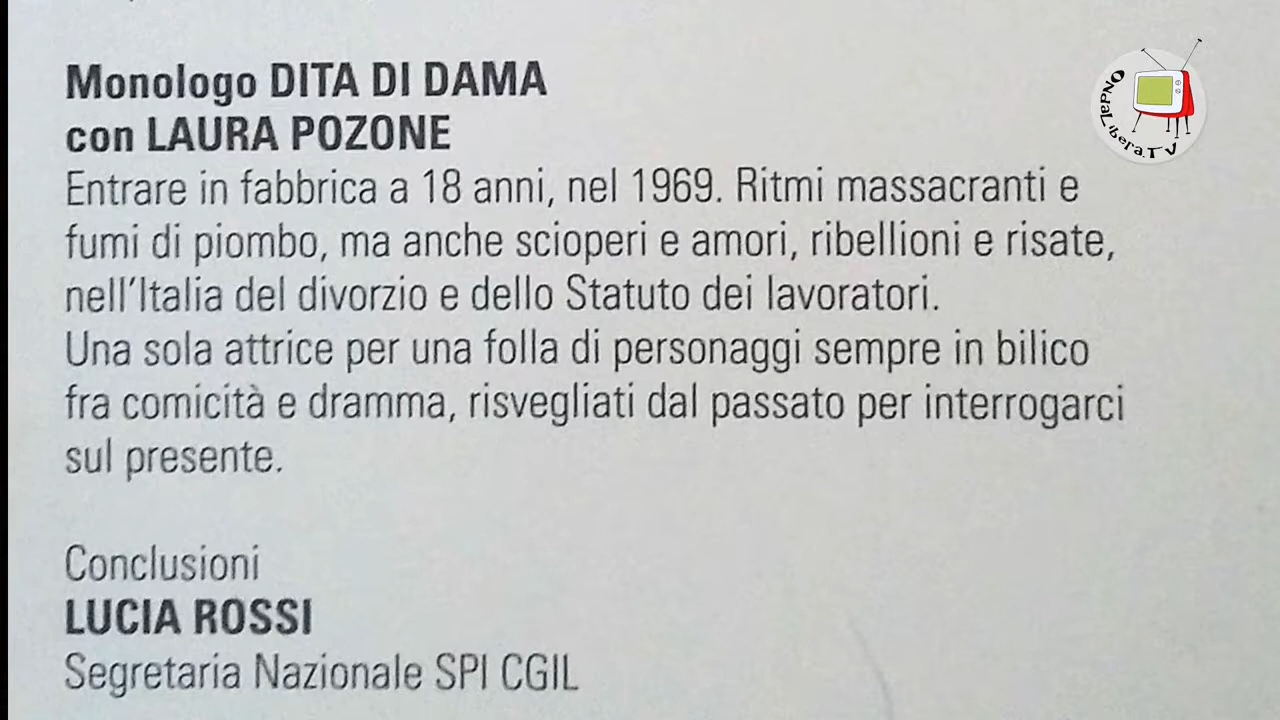 Monologo DITA DI DAMA
con LAURA POZONE
Entrare in fabbrica a 18 anni, nel 1969. Ritmi massacranti e
fumi di piombo, ma anche scioperi e amori, ribellioni e risate,
nell'Italia del divorzio e dello Statuto dei lavoratori.
Una sola attrice per una folla di personaggi sempre in bilico
fra comicità e dramma, risvegliati dal passato per interrogarci
sul presente.
Conclusioni
LUCIA ROSSI
Segretaria Nazionale SPI CGIL
OndaLibera.TV